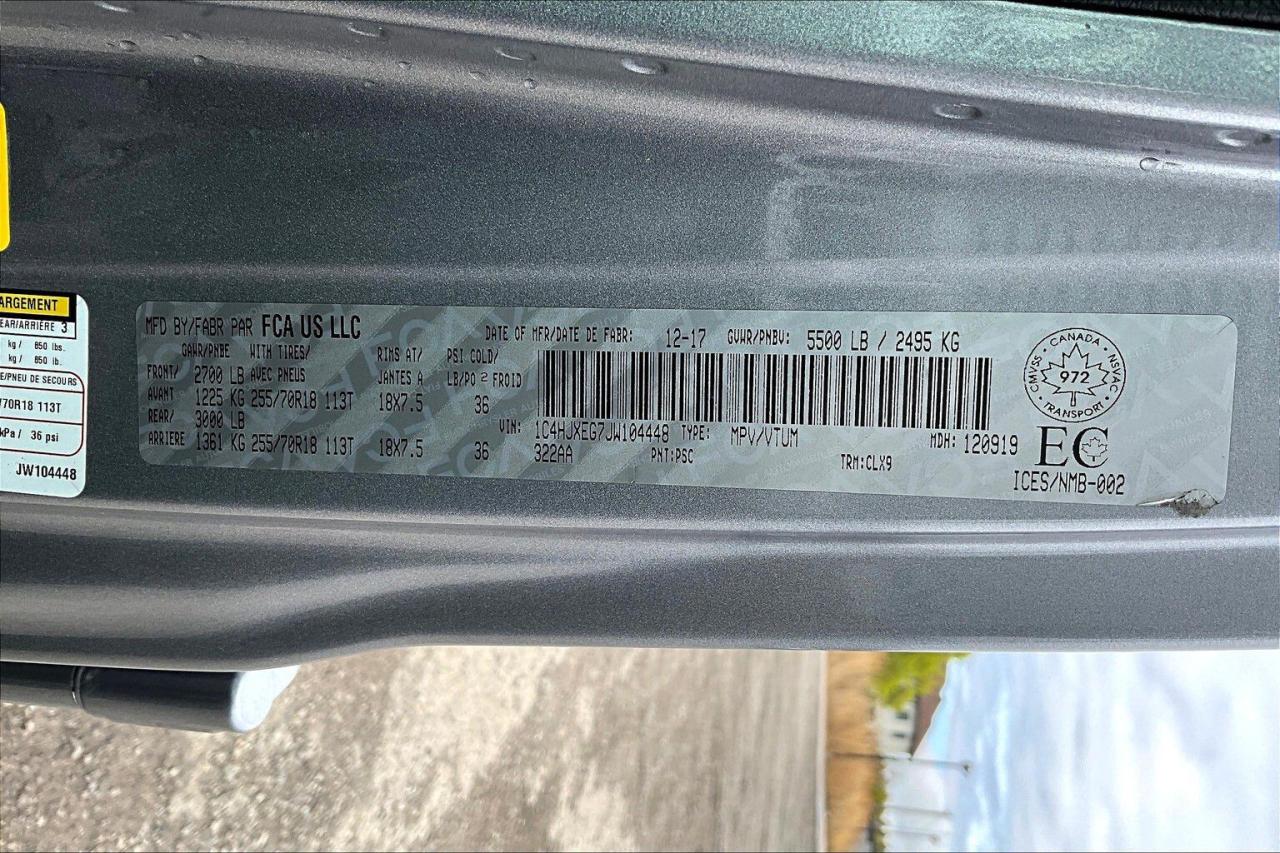 ARGEMENT
EAR/ARRIÈRE 3
kg / 850 lbs.
kg / 850 lb.
E/PNEU DE SECOURS
/70R18 113T
kPa / 36 psi
JW104448
MFD BY/FABR PAR FCA US LLC
DATE OF MFR/DATE DE FABR: 12-17 GVWR/PNBV: 5500 LB / 2495 KG
GAWR/PNBE WITH TIRES/ RIMS AT/ PSI COLD/
FRONT/ 2700 LB AVEC PNEUS JANTES A LB/PO 2 FROID
AVANT 1225 KG 255/70R18 113T 18X7.5 36
REAR/ 3000 LB
ARRIERE 1361 KG 255/70R18 113T 18X7.5 36
VIN: 1C4HJXEG7JW104448 TYPE: MPV/VTUM MDH: 120919
322AA PNT:PSC TRM:CLX9
CANADA
CMVSS NSVAC
972
TRANSPORT
EC
ICES/NMB-002